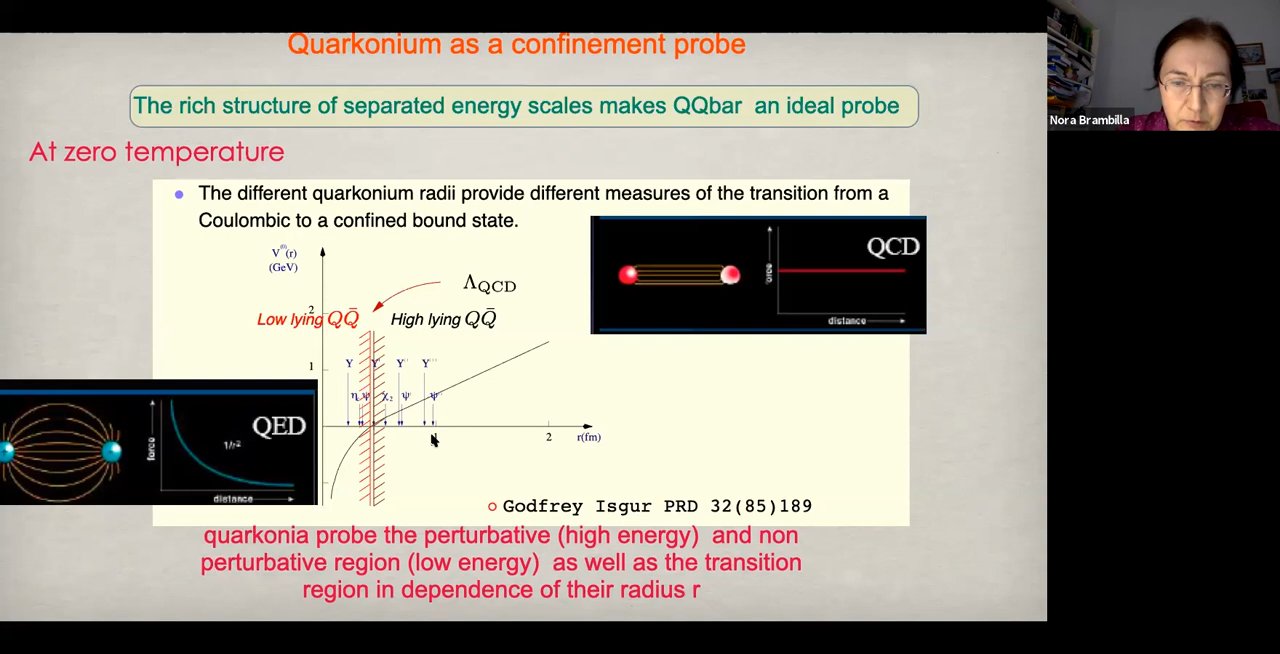 Quarkonium as a confinement probe
The rich structure of separated energy scales makes QQbar an ideal probe
At zero temperature
The different quarkonium radii provide different measures of the transition from a
Coulombic to a confined bound state.
V⁽⁰⁾(r)
(GeV)
Λ_QCD
2
Low lying QQ̄
High lying QQ̄
1
Υ Υ' Υ'' Υ'''
χ₂ ψ'
2
r(fm)
QCD
distance
QED
force
1/r²
distance
Godfrey Isgur PRD 32(85)189
quarkonia probe the perturbative (high energy) and non
perturbative region (low energy) as well as the transition
region in dependence of their radius r
Nora Brambilla